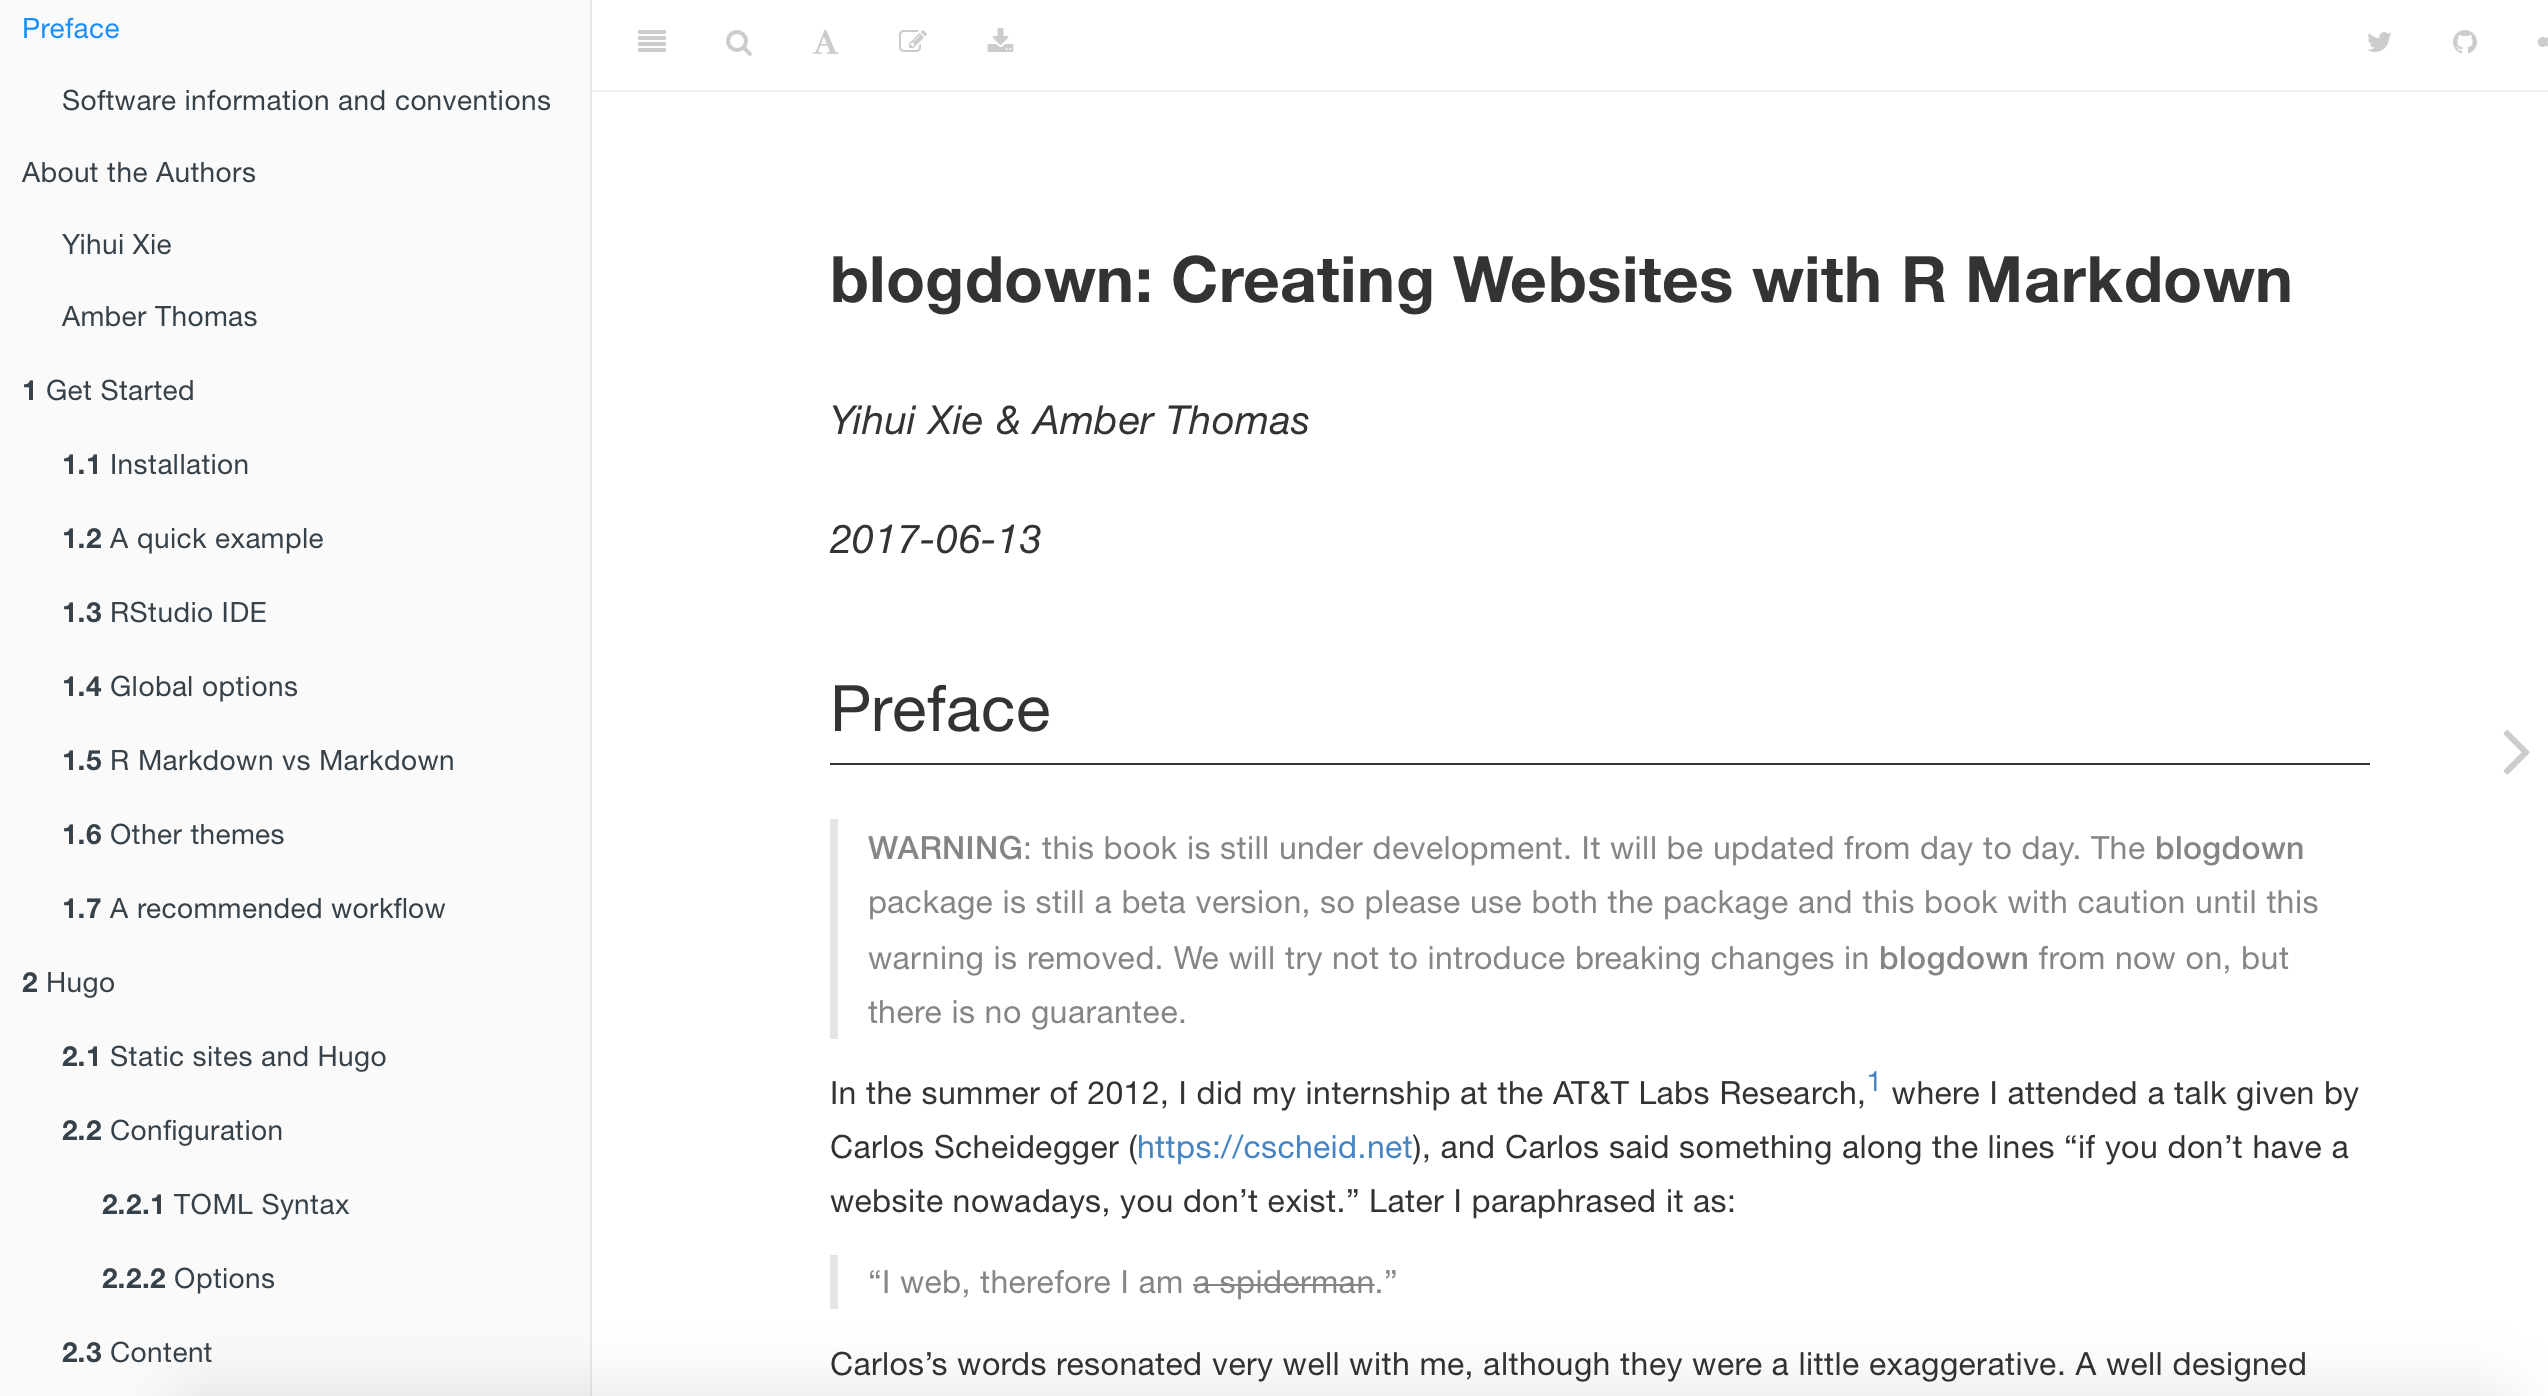 Preface
Software information and conventions
About the Authors
Yihui Xie
Amber Thomas
1 Get Started
1.1 Installation
1.2 A quick example
1.3 RStudio IDE
1.4 Global options
1.5 R Markdown vs Markdown
1.6 Other themes
1.7 A recommended workflow
2 Hugo
2.1 Static sites and Hugo
2.2 Configuration
2.2.1 TOML Syntax
2.2.2 Options
2.3 Content
A
blogdown: Creating Websites with R Markdown
Yihui Xie & Amber Thomas
2017-06-13
Preface
WARNING: this book is still under development. It will be updated from day to day. The blogdown
package is still a beta version, so please use both the package and this book with caution until this
warning is removed. We will try not to introduce breaking changes in blogdown from now on, but
there is no guarantee.
In the summer of 2012, I did my internship at the AT&T Labs Research,1 where I attended a talk given by
Carlos Scheidegger (https://cscheid.net), and Carlos said something along the lines “if you don’t have a
website nowadays, you don’t exist.” Later I paraphrased it as:
“I web, therefore I am a spiderman.”
Carlos’s words resonated very well with me, although they were a little exaggerative. A well designed